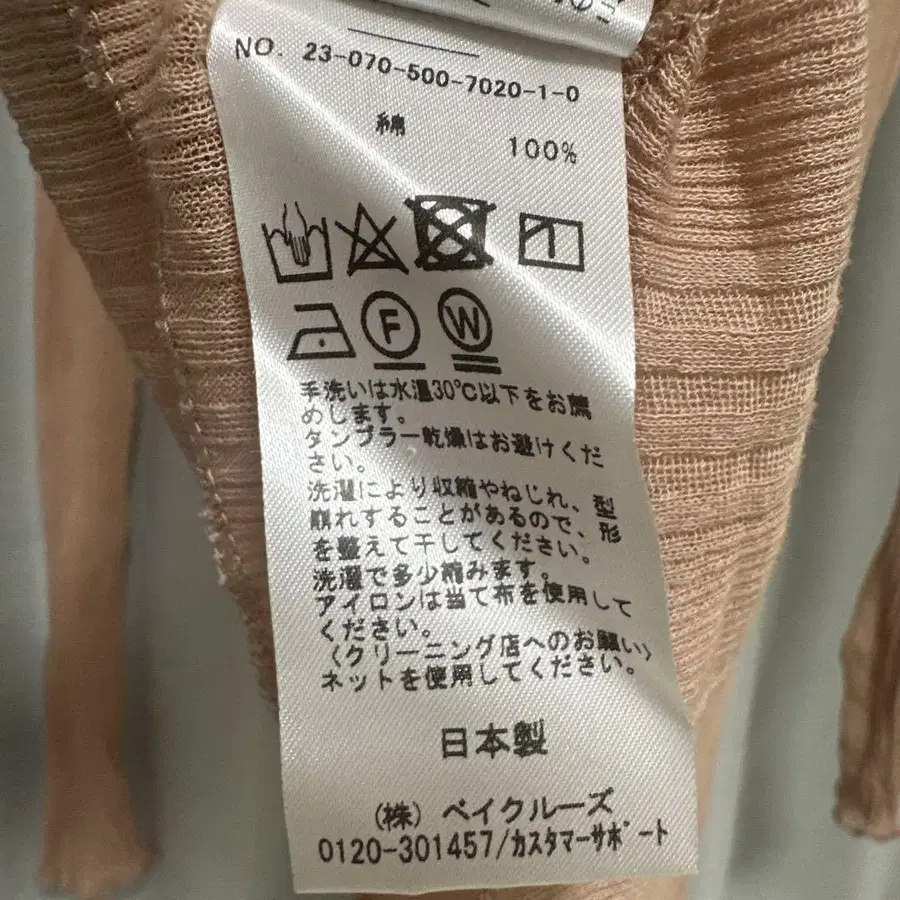 NO. 23-070-500-7020-1-0
綿
100%
F
W
手洗いは水温30℃以下をお薦
めします。
タンブラー乾燥はお避けくだ
さい。
洗濯により収縮やねじれ、型
崩れすることがあるので、形
を整えて干してください。
洗濯で多少縮みます。
アイロンは当て布を使用して
ください。
〈クリーニング店へのお願い〉
ネットを使用してください。
日本製
(株) ベイクルーズ
0120-301457/カスタマーサポート